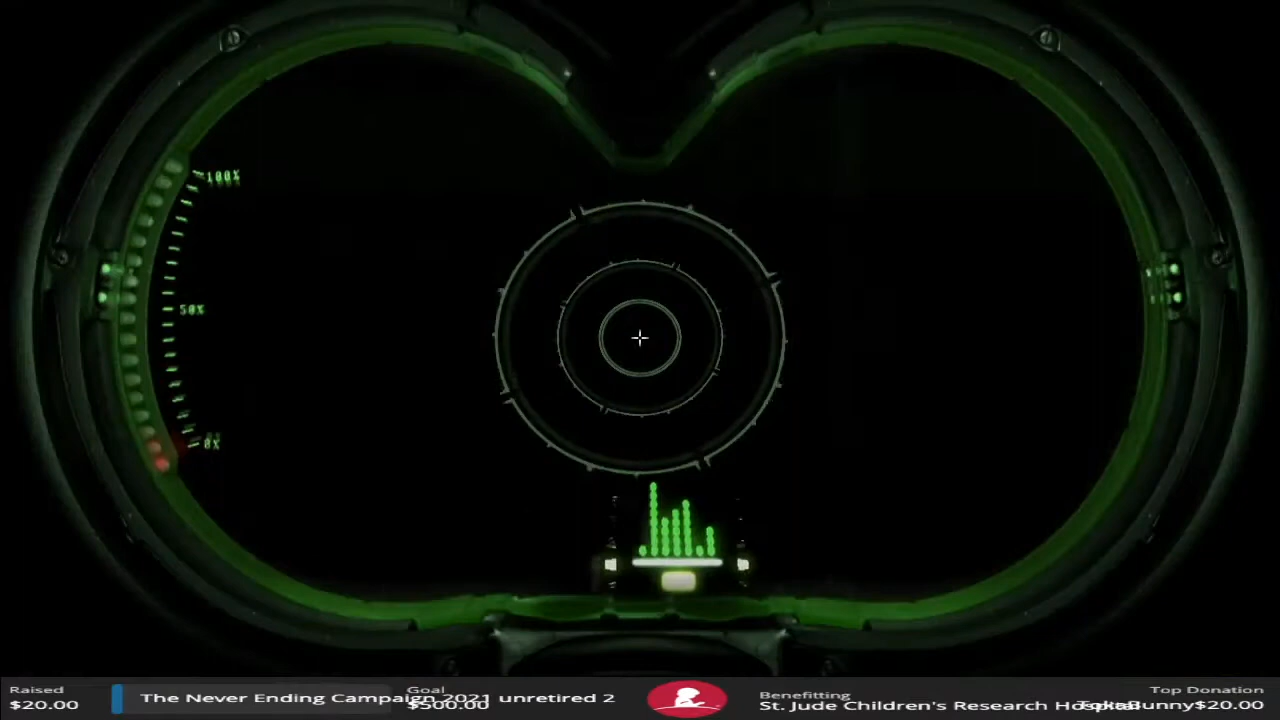 100%
50%
0%
Raised
$20.00
The Never Ending Campaign 2021 unretired 2
Goal
$500.00
Benefitting
St. Jude Children's Research Hospital
Top Donation
$20.00